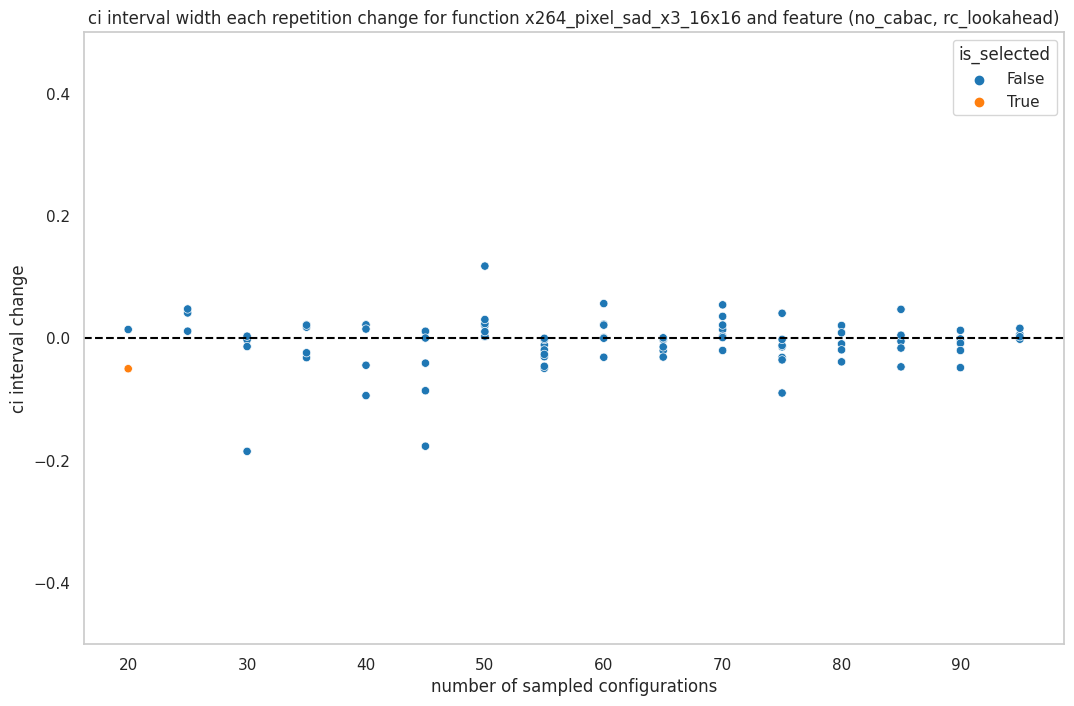 ci interval width each repetition change for function x264_pixel_sad_x3_16x16 and feature (no_cabac, rc_lookahead)
is_selected
False
True
0.4
0.2
0.0
−0.2
−0.4
ci interval change
20 30 40 50 60 70 80 90
number of sampled configurations